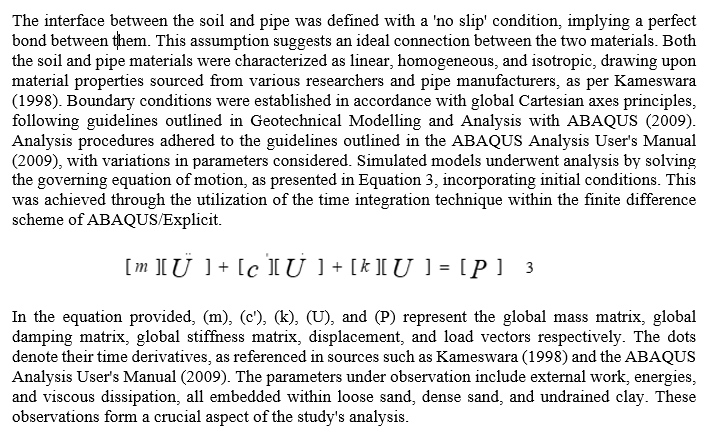 The interface between the soil and pipe was defined with a 'no slip' condition, implying a perfect
bond between them. This assumption suggests an ideal connection between the two materials. Both
the soil and pipe materials were characterized as linear, homogeneous, and isotropic, drawing upon
material properties sourced from various researchers and pipe manufacturers, as per Kameswara
(1998). Boundary conditions were established in accordance with global Cartesian axes principles,
following guidelines outlined in Geotechnical Modelling and Analysis with ABAQUS (2009).
Analysis procedures adhered to the guidelines outlined in the ABAQUS Analysis User's Manual
(2009), with variations in parameters considered. Simulated models underwent analysis by solving
the governing equation of motion, as presented in Equation 3, incorporating initial conditions. This
was achieved through the utilization of the time integration technique within the finite difference
scheme of ABAQUS/Explicit.
[m][Ü] + [c'][U̇] + [k][U] = [P] 3
In the equation provided, (m), (c'), (k), (U), and (P) represent the global mass matrix, global
damping matrix, global stiffness matrix, displacement, and load vectors respectively. The dots
denote their time derivatives, as referenced in sources such as Kameswara (1998) and the ABAQUS
Analysis User's Manual (2009). The parameters under observation include external work, energies,
and viscous dissipation, all embedded within loose sand, dense sand, and undrained clay. These
observations form a crucial aspect of the study's analysis.